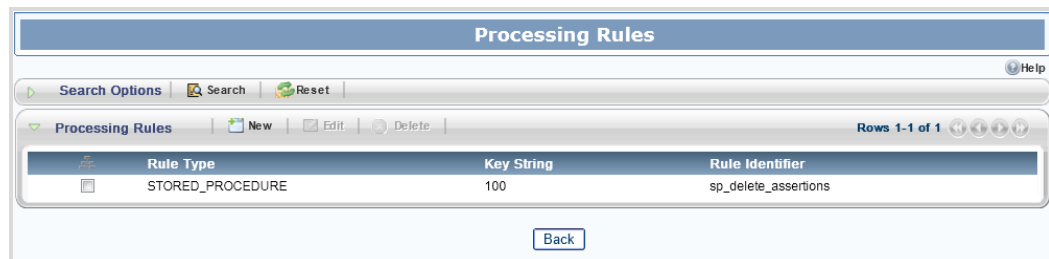 Processing Rules
Help
Search Options Search Reset
Processing Rules New Edit Delete Rows 1-1 of 1
Rule Type Key String Rule Identifier
STORED_PROCEDURE 100 sp_delete_assertions
Back